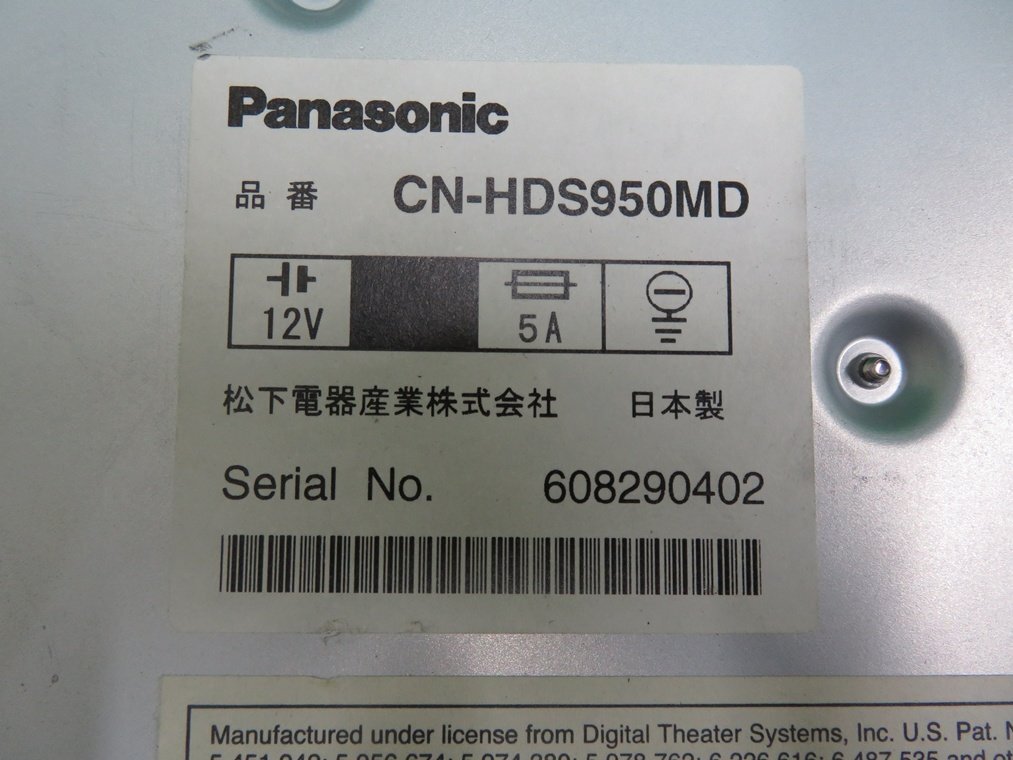 Panasonic
品番 CN-HDS950MD
12V 5A
松下電器産業株式会社 日本製
Serial No. 608290402
Manufactured under license from Digital Theater Systems, Inc. U.S. Pat.